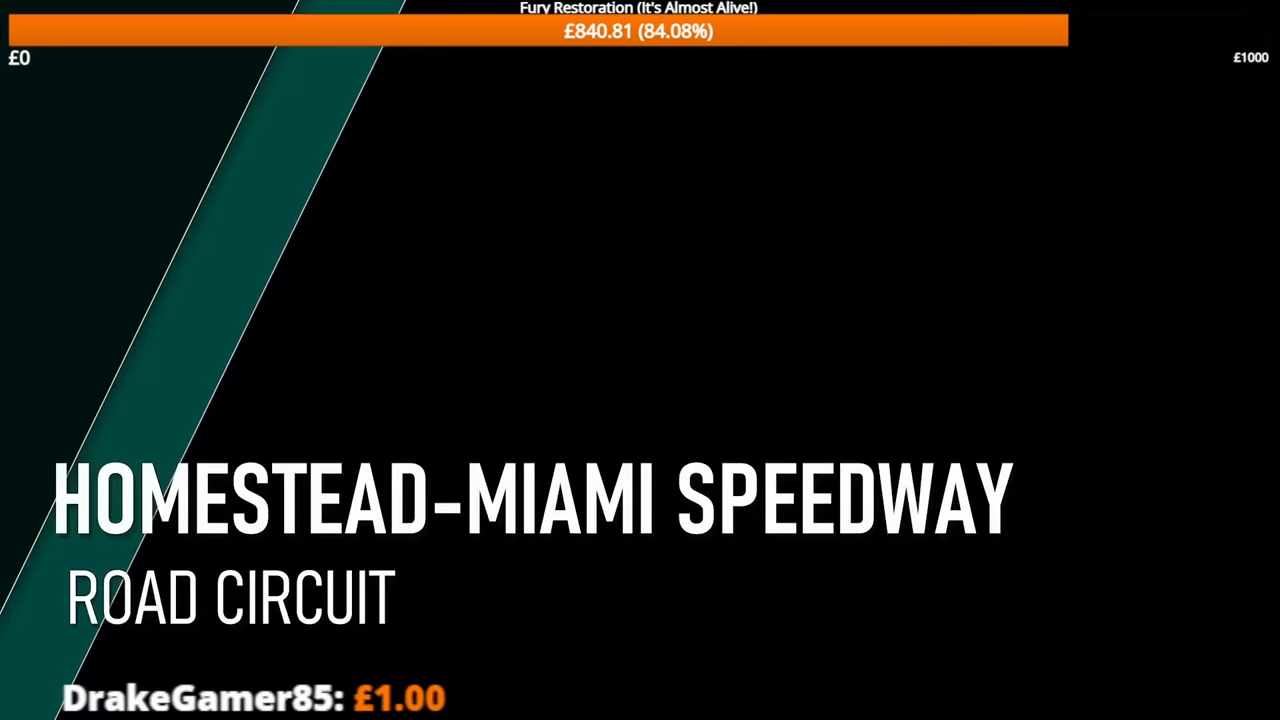 Fury Restoration (It's Almost Alive!)
£840.81 (84.08%)
£0
£1000
HOMESTEAD-MIAMI SPEEDWAY
ROAD CIRCUIT
DrakeGamer85: £1.00